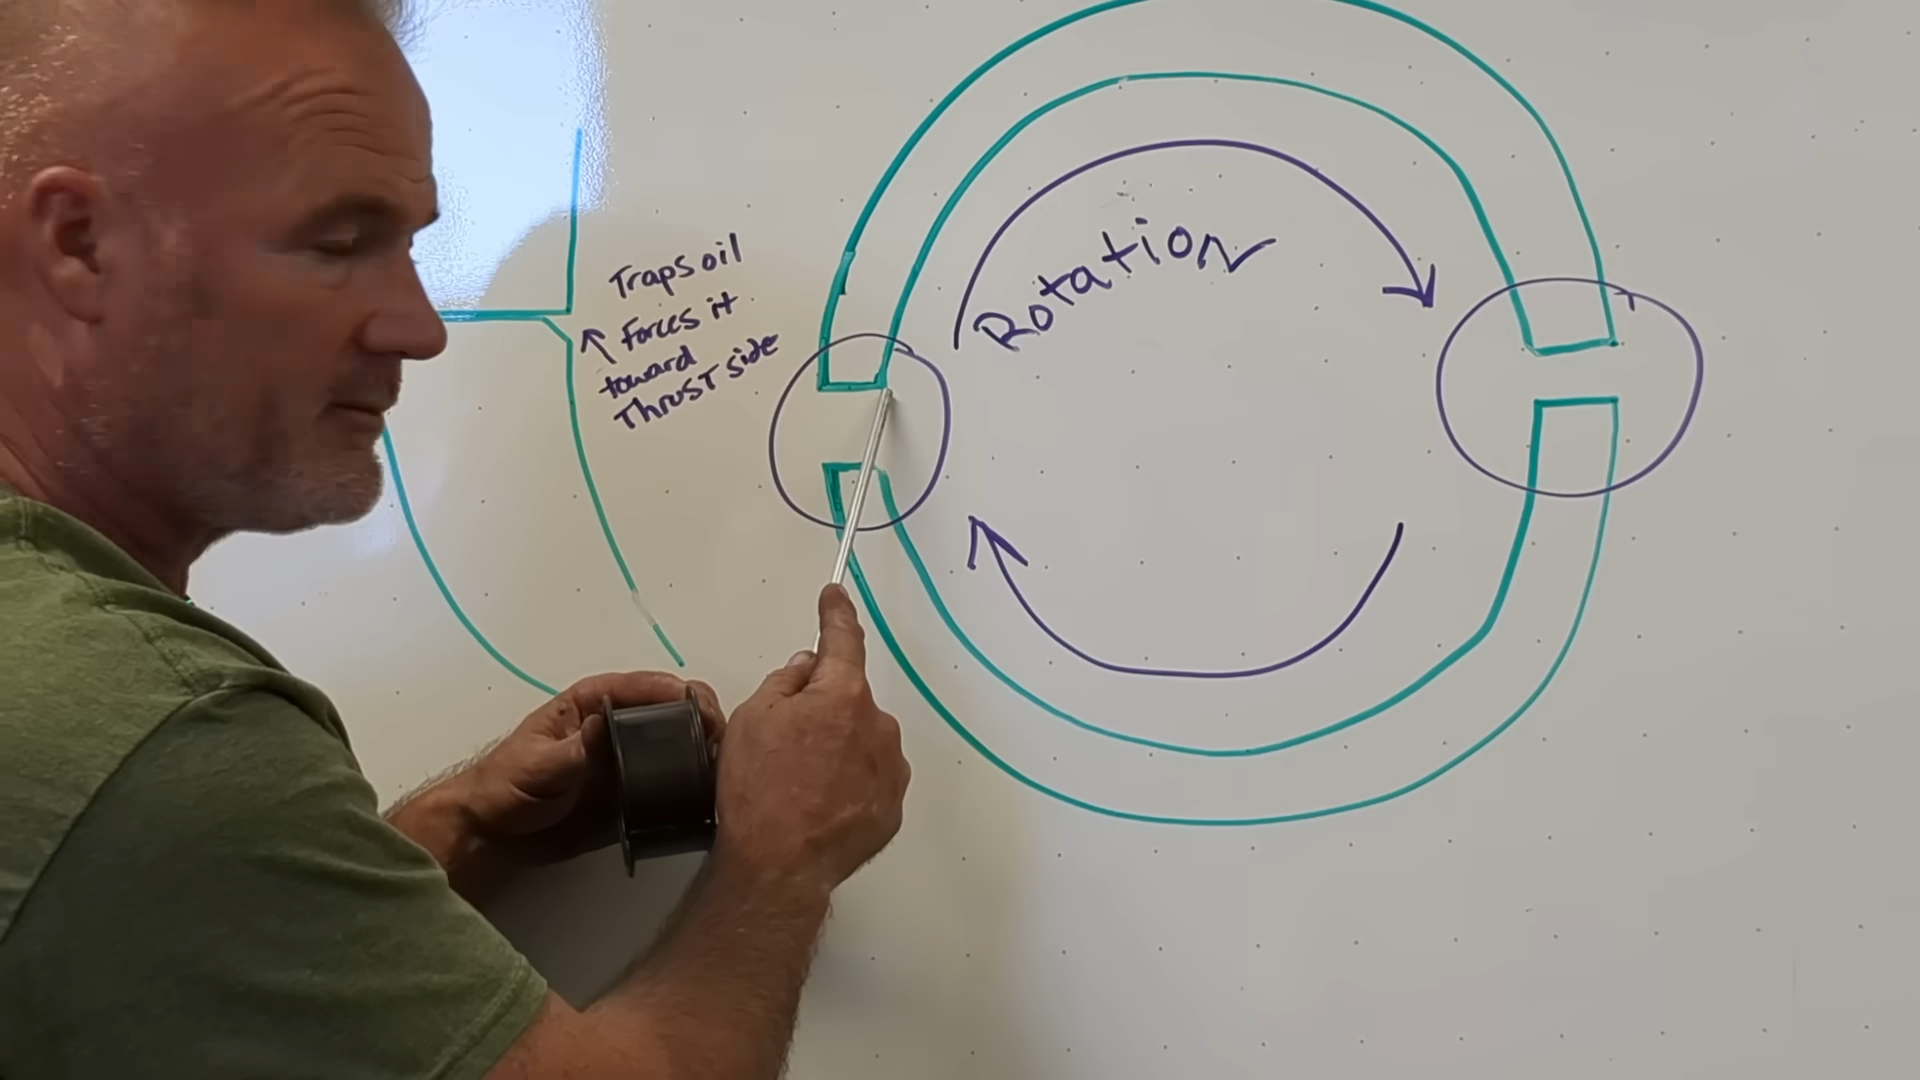 Traps oil
Forces it
toward
Thrust side
Rotation